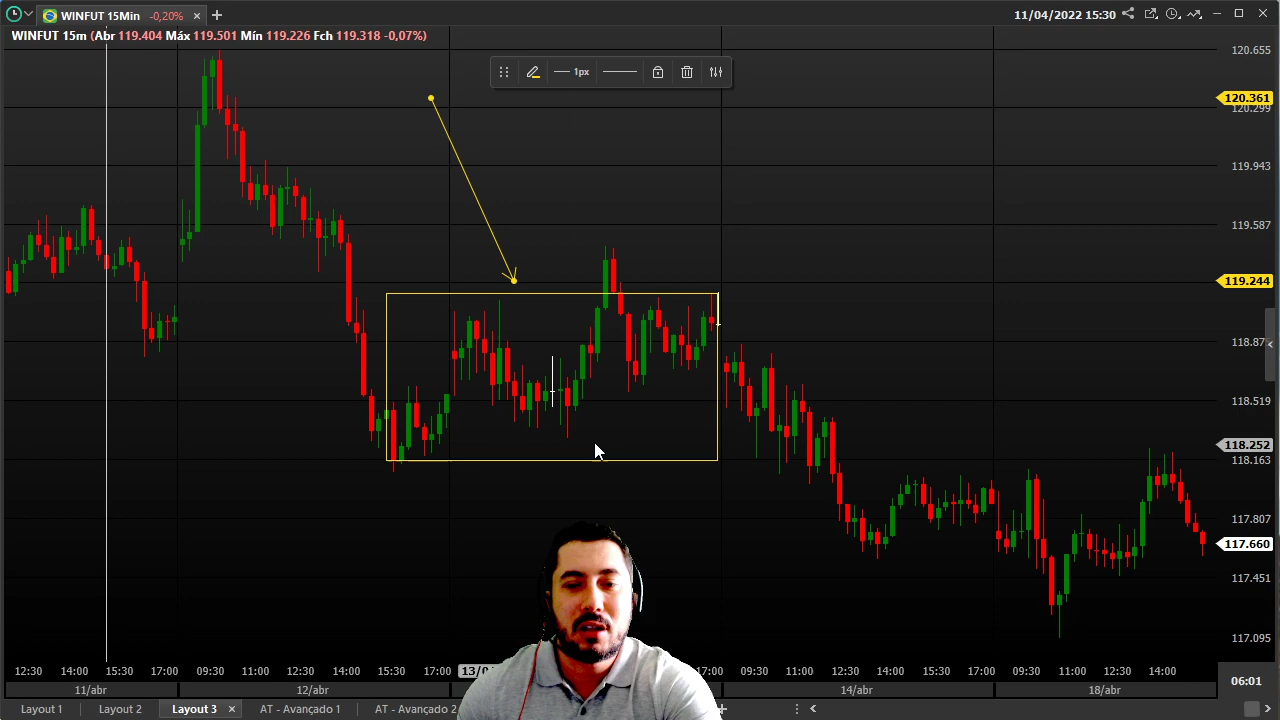 WINFUT 15Min -0,20%
11/04/2022 15:30
WINFUT 15m (Abr 119.404 Máx 119.501 Mín 119.226 Fch 119.318 -0,07%)
1px
120.655
120.361
120.299
119.943
119.587
119.244
118.87
118.519
118.252
118.163
117.807
117.660
117.451
117.095
12:30 14:00 15:30 17:00 09:30 11:00 12:30 14:00 15:30 17:00 13/0 17:00 09:30 11:00 12:30 14:00 15:30 17:00 09:30 11:00 12:30 14:00
06:01
11/abr 12/abr 14/abr 18/abr
Layout 1 Layout 2 Layout 3 AT - Avançado 1 AT - Avançado 2